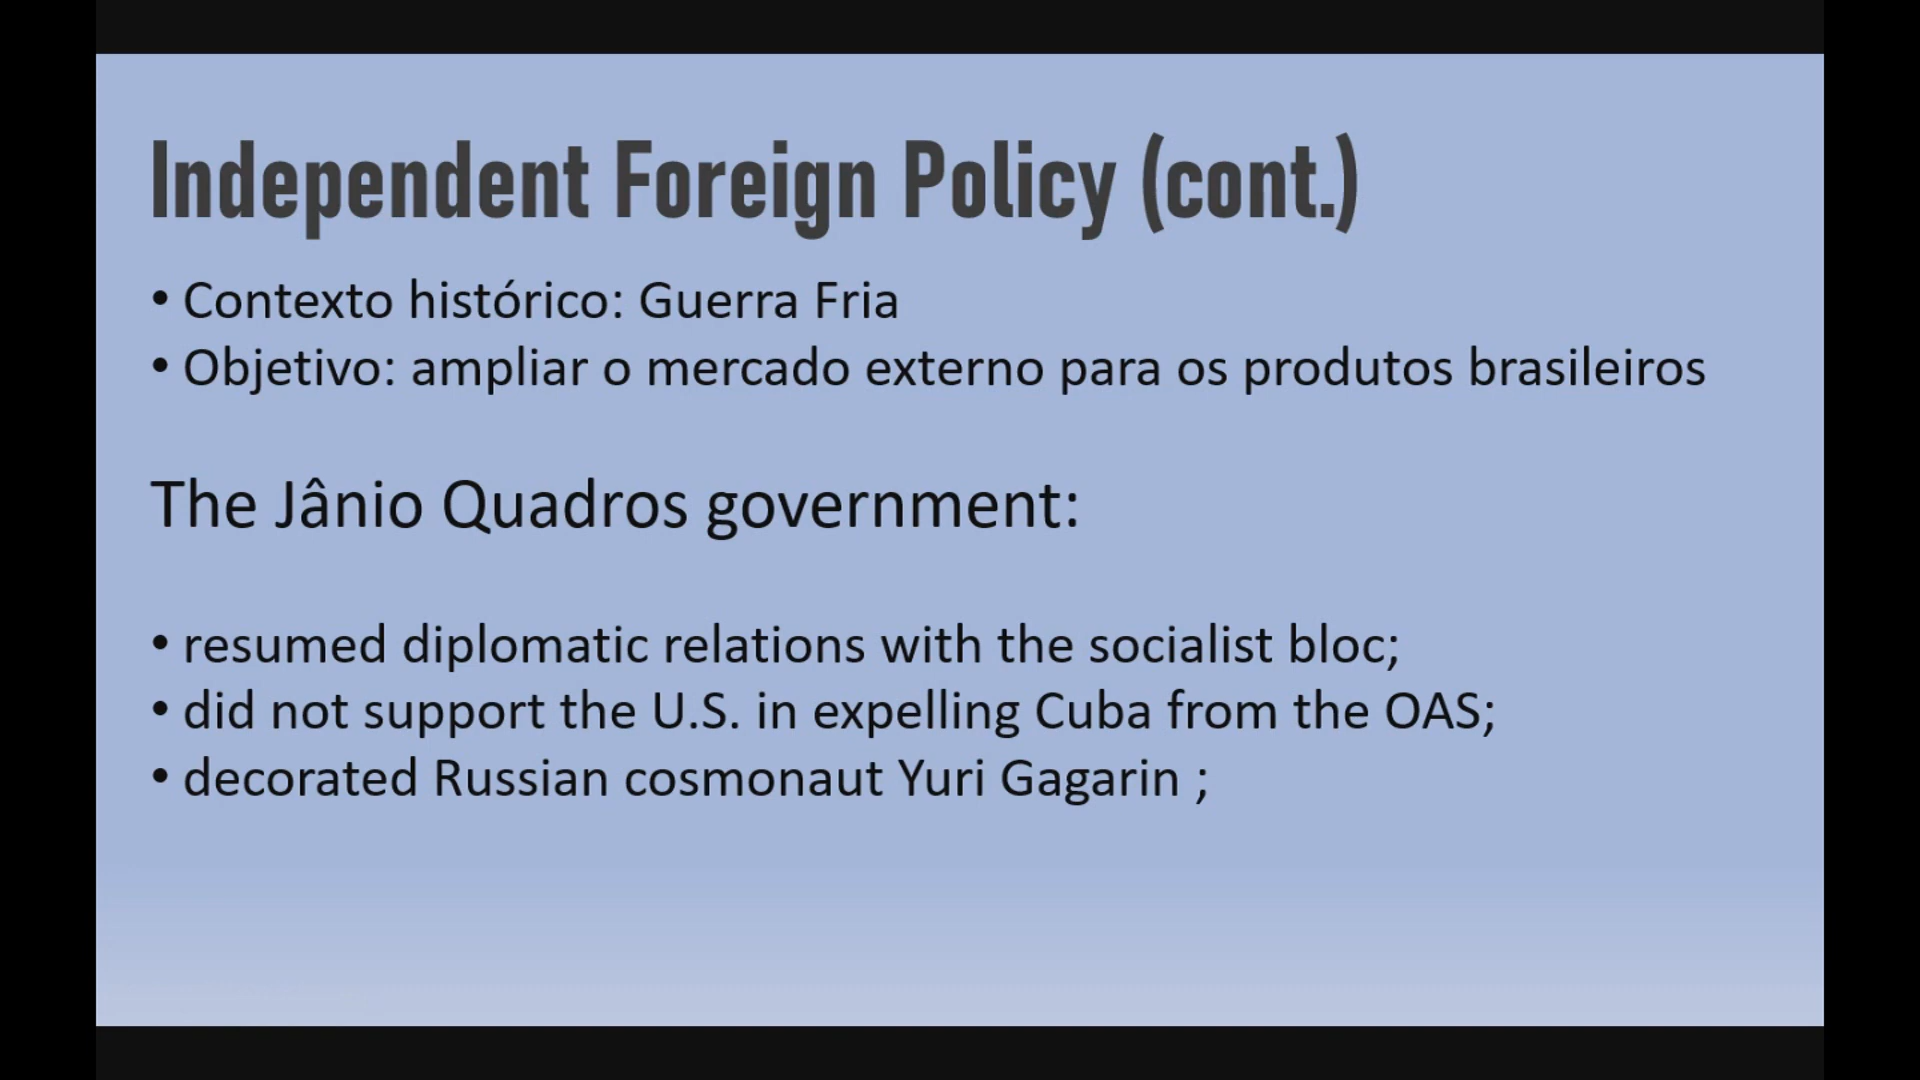 Independent Foreign Policy (cont.)
• Contexto histórico: Guerra Fria
• Objetivo: ampliar o mercado externo para os produtos brasileiros
The Jânio Quadros government:
• resumed diplomatic relations with the socialist bloc;
• did not support the U.S. in expelling Cuba from the OAS;
• decorated Russian cosmonaut Yuri Gagarin ;